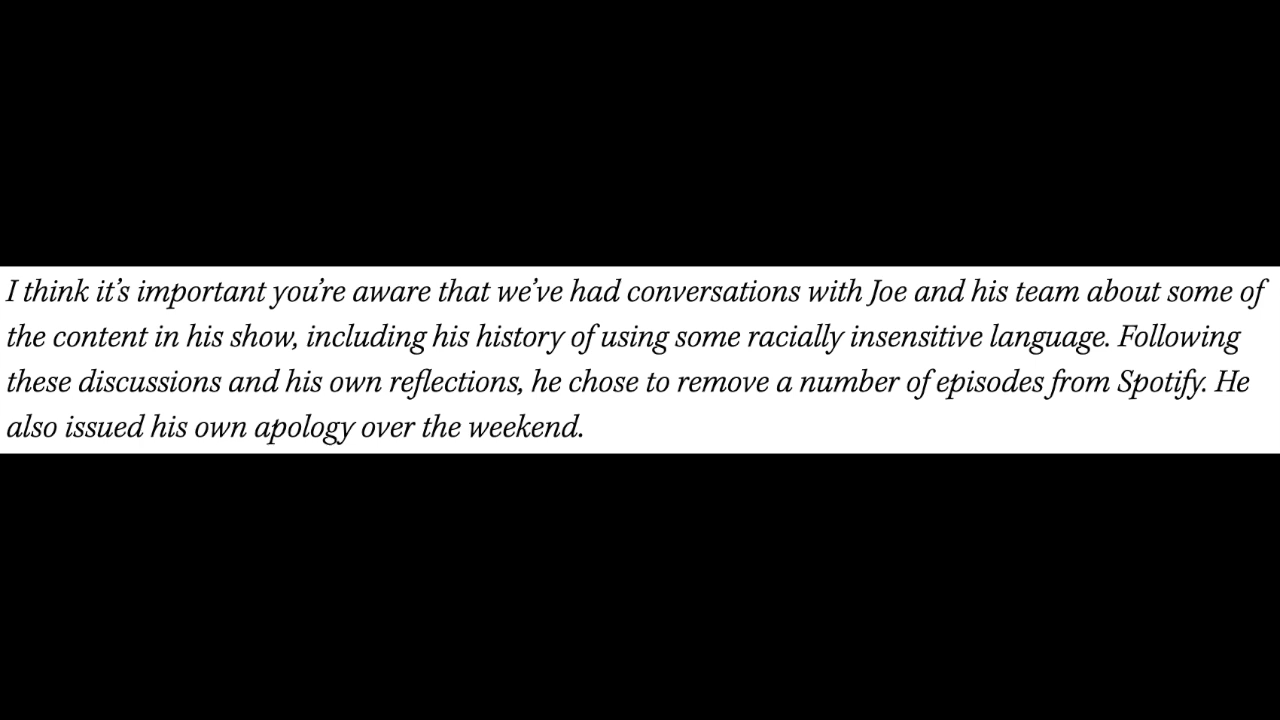 I think it’s important you’re aware that we’ve had conversations with Joe and his team about some of
the content in his show, including his history of using some racially insensitive language. Following
these discussions and his own reflections, he chose to remove a number of episodes from Spotify. He
also issued his own apology over the weekend.